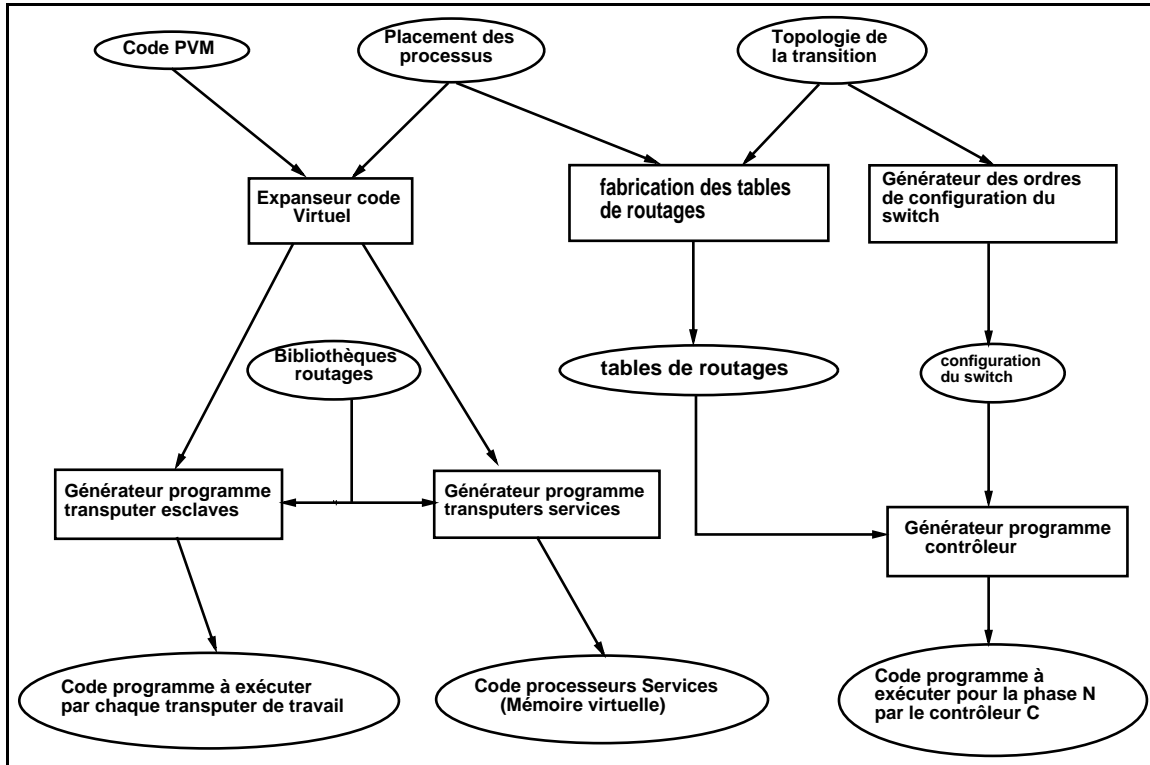 Code PVM
Placement des
processus
Topologie de
la transition
Expanseur code
Virtuel
fabrication des tables
de routages
Générateur des ordres
de configuration du
switch
Bibliothèques
routages
tables de routages
configuration
du switch
Générateur programme
transputer esclaves
Générateur programme
transputers services
Générateur programme
contrôleur
Code programme à exécuter
par chaque transputer de travail
Code processeurs Services
(Mémoire virtuelle)
Code programme à
exécuter pour la phase N
par le contrôleur C